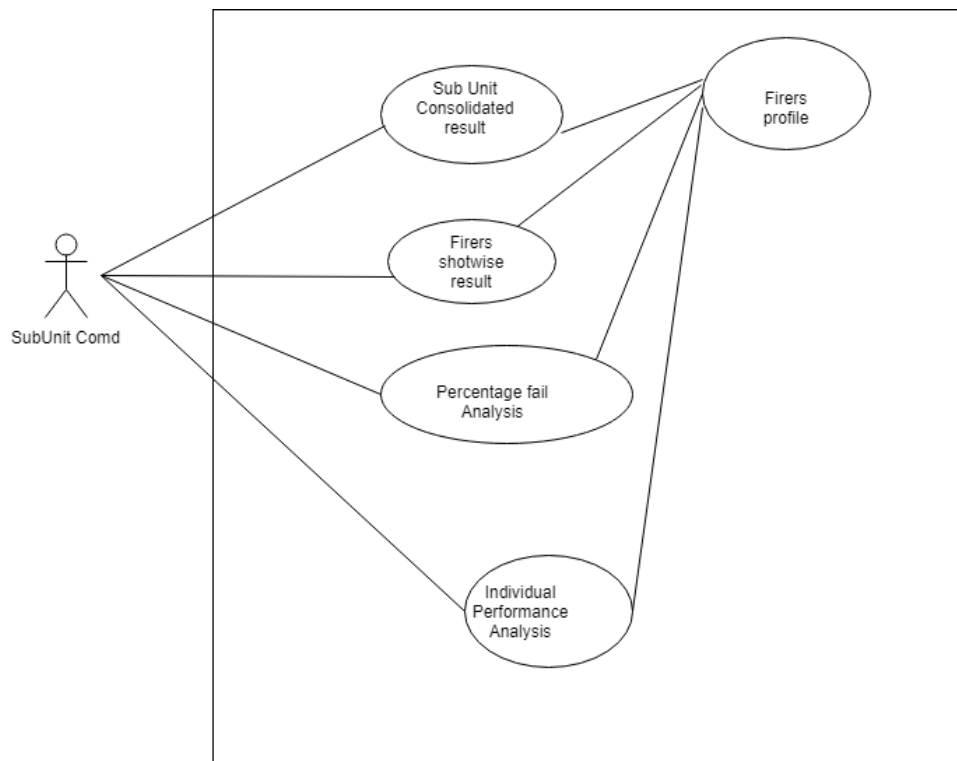 Sub Unit
Consolidated
result
Firers
profile
Firers
shotwise
result
SubUnit Comd
Percentage fail
Analysis
Individual
Performance
Analysis